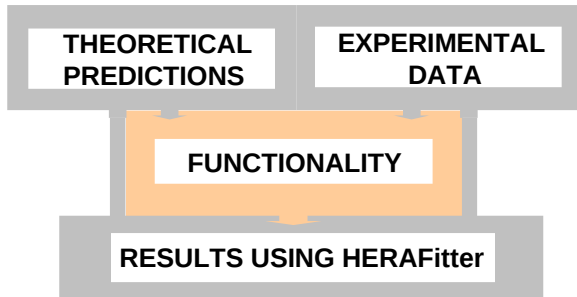 THEORETICAL
PREDICTIONS
EXPERIMENTAL
DATA
FUNCTIONALITY
RESULTS USING HERAFitter